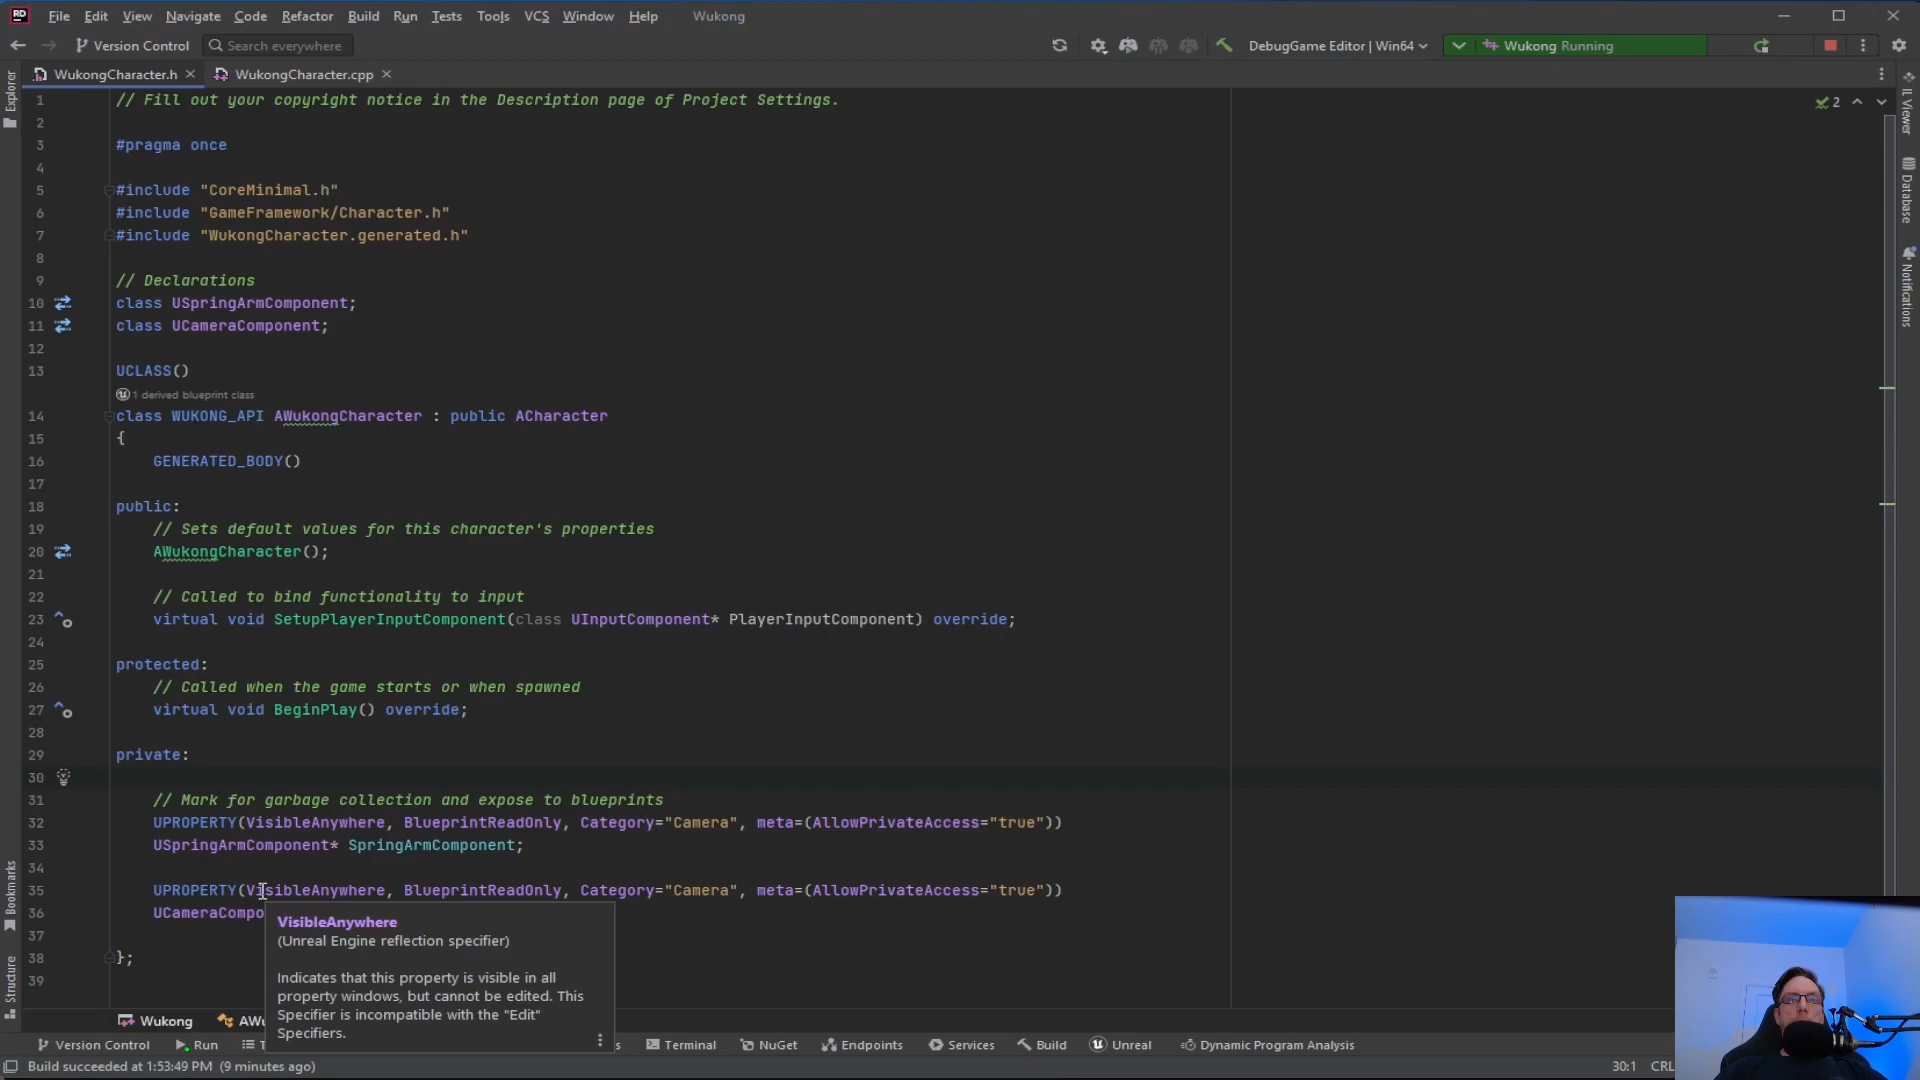 RD File Edit View Navigate Code Refactor Build Run Tests Tools VCS Window Help Wukong
Version Control Search everywhere DebugGame Editor | Win64 Wukong Running
WukongCharacter.h WukongCharacter.cpp
Explorer
1 // Fill out your copyright notice in the Description page of Project Settings.
2
2
3 #pragma once
4
5 #include "CoreMinimal.h"
6 #include "GameFramework/Character.h"
7 #include "WukongCharacter.generated.h"
8
9 // Declarations
10 class USpringArmComponent;
11 class UCameraComponent;
12
13 UCLASS()
1 derived blueprint class
14 class WUKONG_API AWukongCharacter : public ACharacter
15 {
16 GENERATED_BODY()
17
18 public:
19 // Sets default values for this character's properties
20 AWukongCharacter();
21
22 // Called to bind functionality to input
23 virtual void SetupPlayerInputComponent(class UInputComponent* PlayerInputComponent) override;
24
25 protected:
26 // Called when the game starts or when spawned
27 virtual void BeginPlay() override;
28
29 private:
30
31 // Mark for garbage collection and expose to blueprints
32 UPROPERTY(VisibleAnywhere, BlueprintReadOnly, Category="Camera", meta=(AllowPrivateAccess="true"))
33 USpringArmComponent* SpringArmComponent;
34
35 UPROPERTY(VisibleAnywhere, BlueprintReadOnly, Category="Camera", meta=(AllowPrivateAccess="true"))
36 UCameraCompo
37
38 };
39
VisibleAnywhere
(Unreal Engine reflection specifier)
Indicates that this property is visible in all
property windows, but cannot be edited. This
Specifier is incompatible with the "Edit"
Specifiers.
IL Viewer
Database
Notifications
Bookmarks
Structure
Wukong AWu
Version Control Run T s Terminal NuGet Endpoints Services Build Unreal Dynamic Program Analysis
Build succeeded at 1:53:49 PM (9 minutes ago) 30:1 CRL